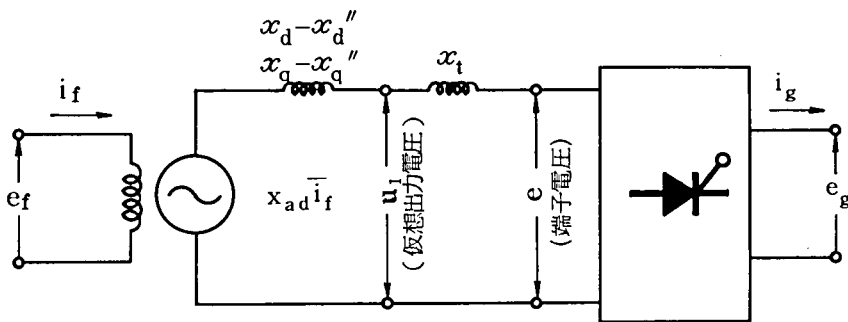 x_d−x_d″
x_q−x_q″
x_t
i_f
i_g
e_f
x_ad i̅_f
u_1
(仮想出力電圧)
e
(端子電圧)
e_g